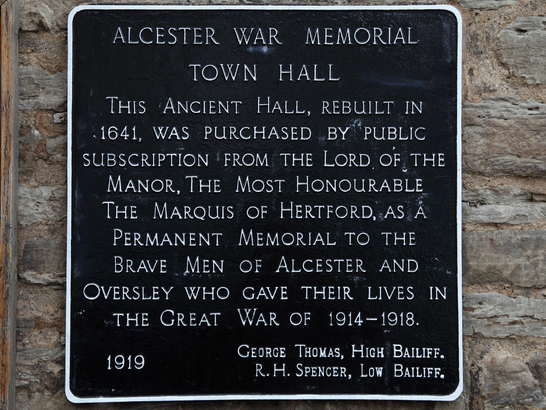 ALCESTER WAR MEMORIAL
TOWN HALL
THIS ANCIENT HALL, REBUILT IN
1641, WAS PURCHASED BY PUBLIC
SUBSCRIPTION FROM THE LORD OF THE
MANOR, THE MOST HONOURABLE
THE MARQUIS OF HERTFORD, AS A
PERMANENT MEMORIAL TO THE
BRAVE MEN OF ALCESTER AND
OVERSLEY WHO GAVE THEIR LIVES IN
THE GREAT WAR OF 1914-1918.
GEORGE THOMAS, HIGH BAILIFF.
1919 R.H. SPENCER, LOW BAILIFF.